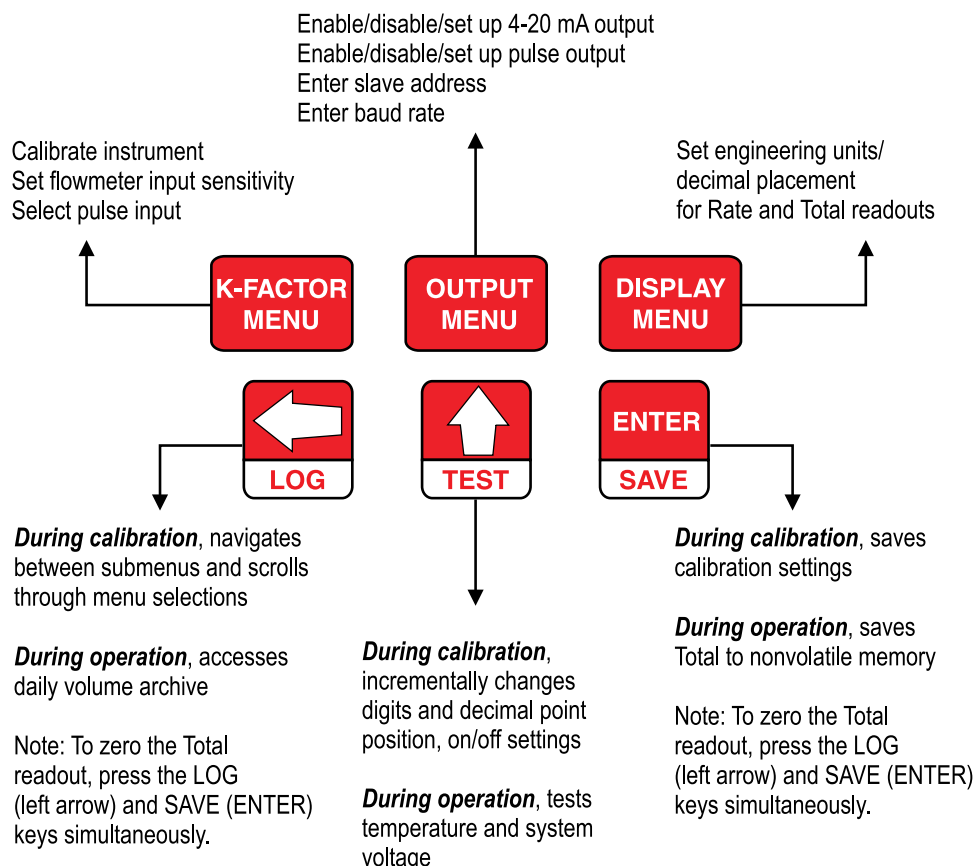 Enable/disable/set up 4-20 mA output
Enable/disable/set up pulse output
Enter slave address
Enter baud rate
Calibrate instrument
Set flowmeter input sensitivity
Select pulse input
Set engineering units/
decimal placement
for Rate and Total readouts
K-FACTOR
MENU
OUTPUT
MENU
DISPLAY
MENU
LOG
TEST
ENTER
SAVE
During calibration, navigates
between submenus and scrolls
through menu selections
During operation, accesses
daily volume archive
Note: To zero the Total
readout, press the LOG
(left arrow) and SAVE (ENTER)
keys simultaneously.
During calibration,
incrementally changes
digits and decimal point
position, on/off settings
During operation, tests
temperature and system
voltage
During calibration, saves
calibration settings
During operation, saves
Total to nonvolatile memory
Note: To zero the Total
readout, press the LOG
(left arrow) and SAVE (ENTER)
keys simultaneously.